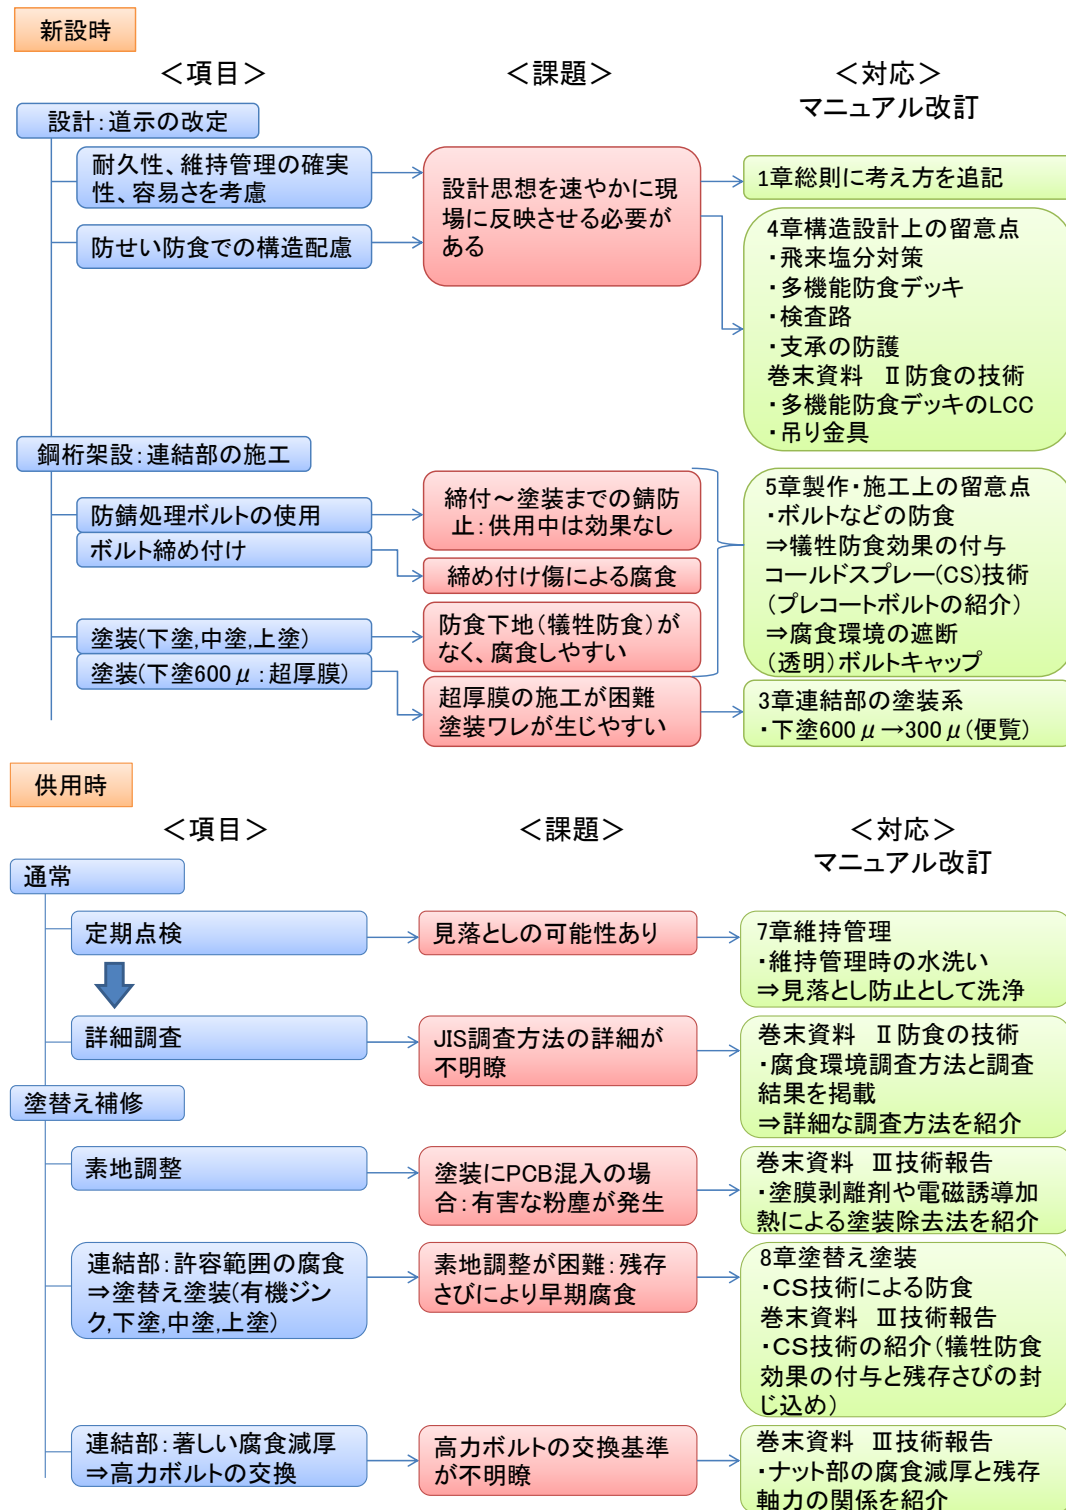 新設時
＜項目＞
＜課題＞
＜対応＞
マニュアル改訂
設計：道示の改定
耐久性、維持管理の確実
性、容易さを考慮
防せい防食での構造配慮
設計思想を速やかに現
場に反映させる必要が
ある
1章総則に考え方を追記
4章構造設計上の留意点
・飛来塩分対策
・多機能防食デッキ
・検査路
・支承の防護
巻末資料　Ⅱ防食の技術
・多機能防食デッキのLCC
・吊り金具
鋼桁架設：連結部の施工
防錆処理ボルトの使用
ボルト締め付け
塗装(下塗,中塗,上塗)
塗装(下塗600μ：超厚膜)
締付～塗装までの錆防
止：供用中は効果なし
締め付け傷による腐食
防食下地（犠牲防食）が
なく、腐食しやすい
超厚膜の施工が困難
塗装ワレが生じやすい
5章製作・施工上の留意点
・ボルトなどの防食
⇒犠牲防食効果の付与
コールドスプレー(CS)技術
（プレコートボルトの紹介）
⇒腐食環境の遮断
（透明）ボルトキャップ
3章連結部の塗装系
・下塗600μ→300μ(便覧)
供用時
＜項目＞
＜課題＞
＜対応＞
マニュアル改訂
通常
定期点検
見落としの可能性あり
7章維持管理
・維持管理時の水洗い
⇒見落とし防止として洗浄
詳細調査
JIS調査方法の詳細が
不明瞭
巻末資料　Ⅱ防食の技術
・腐食環境調査方法と調査
結果を掲載
⇒詳細な調査方法を紹介
塗替え補修
素地調整
塗装にPCB混入の場
合：有害な粉塵が発生
巻末資料　Ⅲ技術報告
・塗膜剥離剤や電磁誘導加
熱による塗装除去法を紹介
連結部：許容範囲の腐食
⇒塗替え塗装(有機ジン
ク,下塗,中塗,上塗)
素地調整が困難：残存
さびにより早期腐食
8章塗替え塗装
・CS技術による防食
巻末資料　Ⅲ技術報告
・CS技術の紹介（犠牲防食
効果の付与と残存さびの封
じ込め）
連結部：著しい腐食減厚
⇒高力ボルトの交換
高力ボルトの交換基準
が不明瞭
巻末資料　Ⅲ技術報告
・ナット部の腐食減厚と残存
軸力の関係を紹介